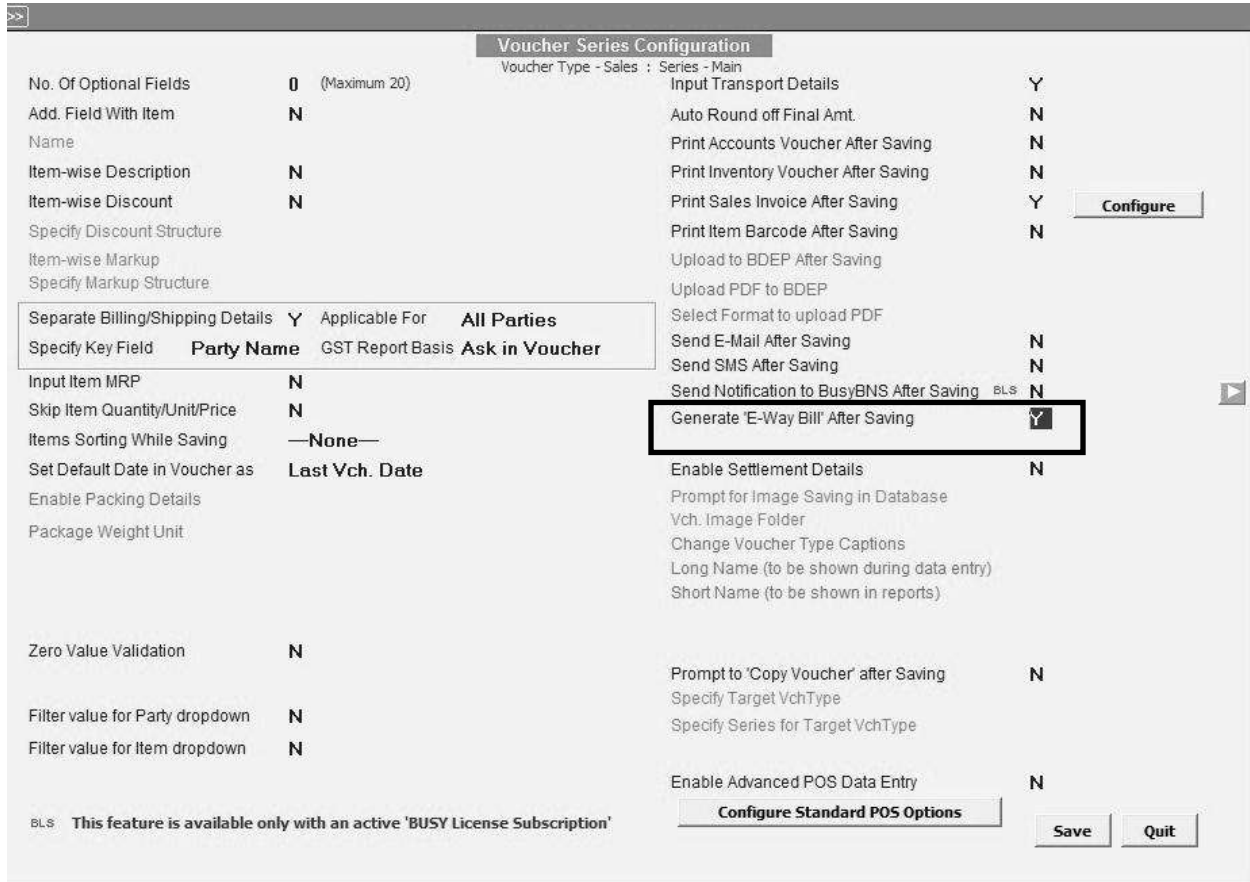 >>
Voucher Series Configuration
Voucher Type - Sales : Series - Main
No. Of Optional Fields 0 (Maximum 20)
Add. Field With Item N
Name
Item-wise Description N
Item-wise Discount N
Specify Discount Structure
Item-wise Markup
Specify Markup Structure
Separate Billing/Shipping Details Y Applicable For All Parties
Specify Key Field Party Name GST Report Basis Ask in Voucher
Input Item MRP N
Skip Item Quantity/Unit/Price N
Items Sorting While Saving —None—
Set Default Date in Voucher as Last Vch. Date
Enable Packing Details
Package Weight Unit
Zero Value Validation N
Filter value for Party dropdown N
Filter value for Item dropdown N
BLS This feature is available only with an active 'BUSY License Subscription'
Input Transport Details Y
Auto Round off Final Amt. N
Print Accounts Voucher After Saving N
Print Inventory Voucher After Saving N
Print Sales Invoice After Saving Y Configure
Print Item Barcode After Saving N
Upload to BDEP After Saving
Upload PDF to BDEP
Select Format to upload PDF
Send E-Mail After Saving N
Send SMS After Saving N
Send Notification to BusyBNS After Saving BLS N
Generate 'E-Way Bill' After Saving Y
Enable Settlement Details N
Prompt for Image Saving in Database
Vch. Image Folder
Change Voucher Type Captions
Long Name (to be shown during data entry)
Short Name (to be shown in reports)
Prompt to 'Copy Voucher' after Saving N
Specify Target VchType
Specify Series for Target VchType
Enable Advanced POS Data Entry N
Configure Standard POS Options
Save Quit